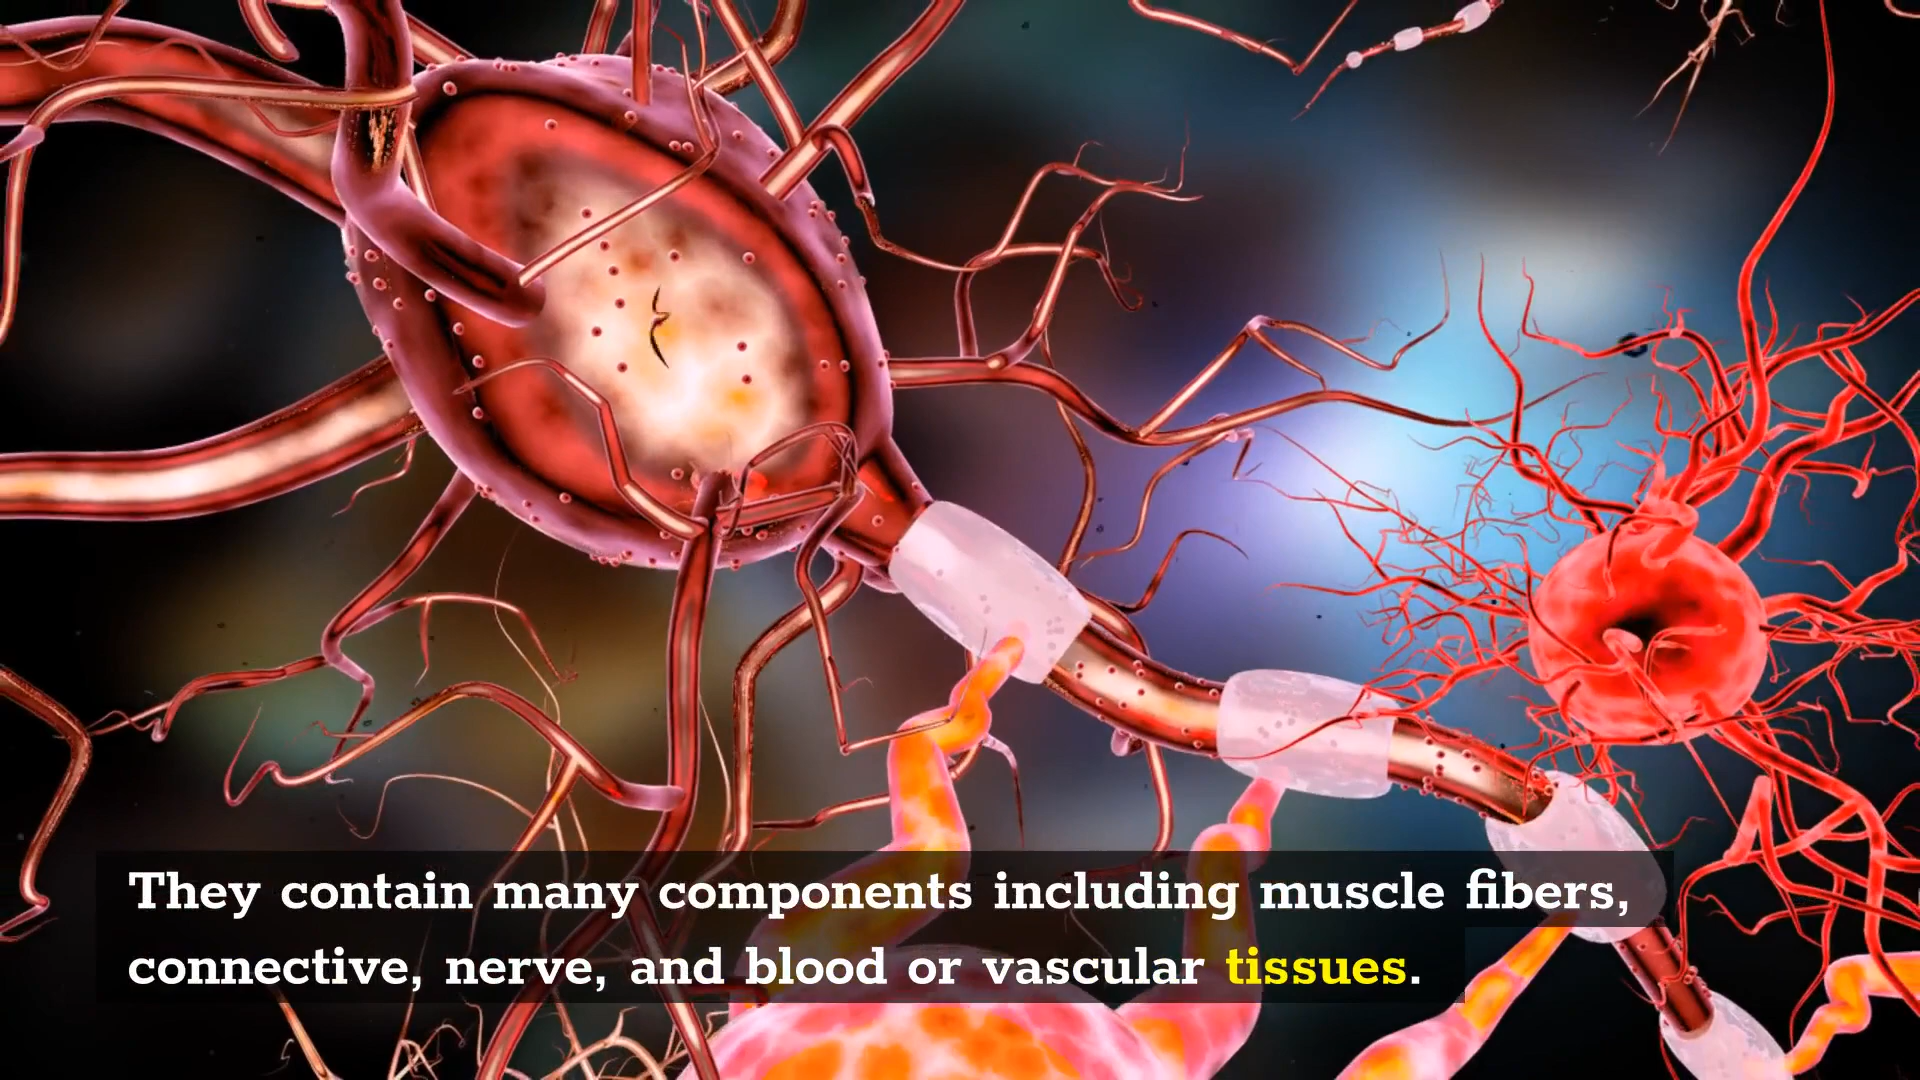 They contain many components including muscle fibers,
connective, nerve, and blood or vascular tissues.